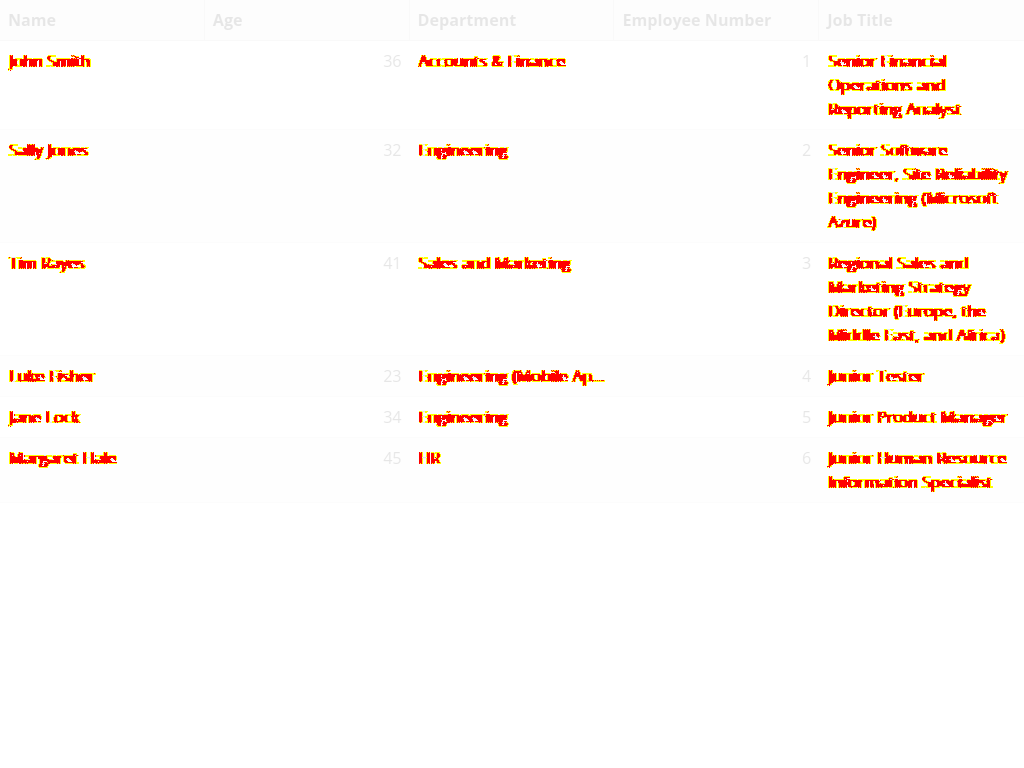 Name Age Department Employee Number Job Title
John Smith 36 Accounts & Finance 1 Senior Financial
Operations and
Reporting Analyst
Sally Jones 32 Engineering 2 Senior Software
Engineer, Site Reliability
Engineering (Microsoft
Azure)
Tim Rayes 41 Sales and Marketing 3 Regional Sales and
Marketing Strategy
Director (Europe, the
Middle East, and Africa)
Luke Fisher 23 Engineering (Mobile Ap... 4 Junior Tester
Jane Lock 34 Engineering 5 Junior Product Manager
Margaret Hale 45 HR 6 Junior Human Resource
Information Specialist